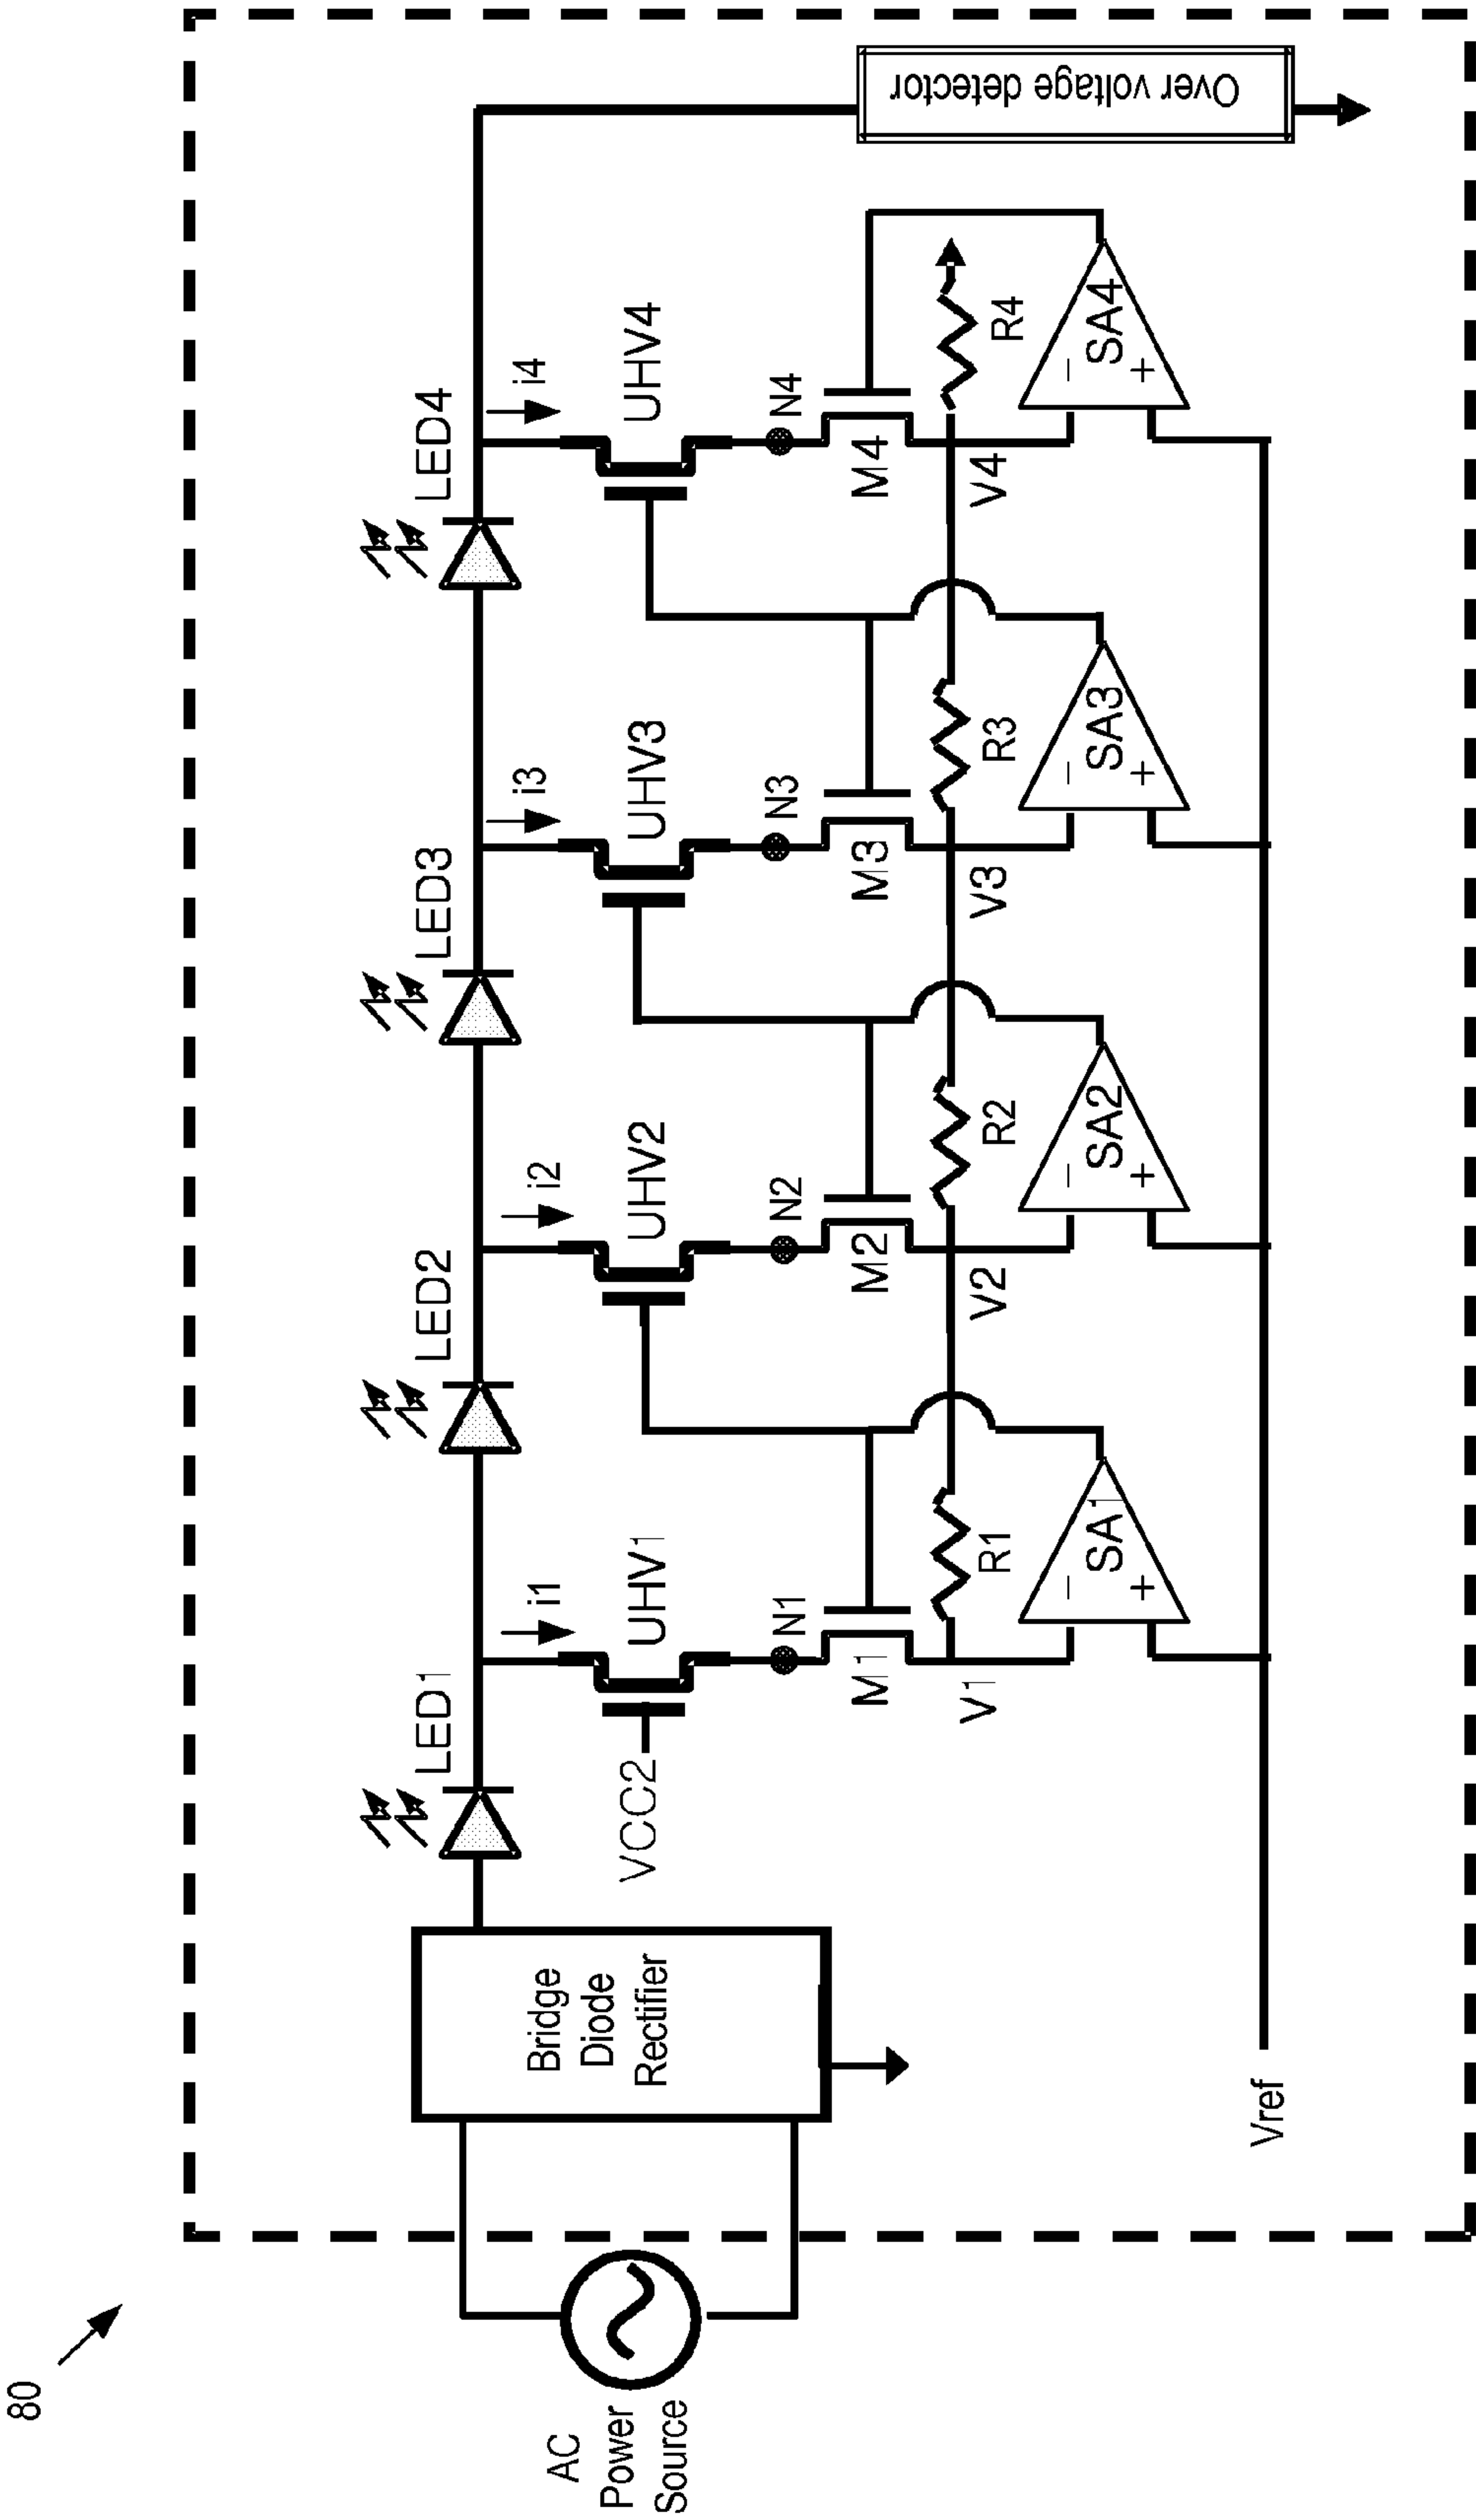 80
AC
Power
Source
Bridge
Diode
Rectifier
LED1
LED2
LED3
LED4
i1
i2
i3
i4
VCC2
UHV1
UHV2
UHV3
UHV4
N1
N2
N3
N4
M1
M2
M3
M4
V1
V2
V3
V4
R1
R2
R3
R4
−
SA1
+
−
SA2
+
−
SA3
+
−
SA4
+
Vref
Over voltage detector